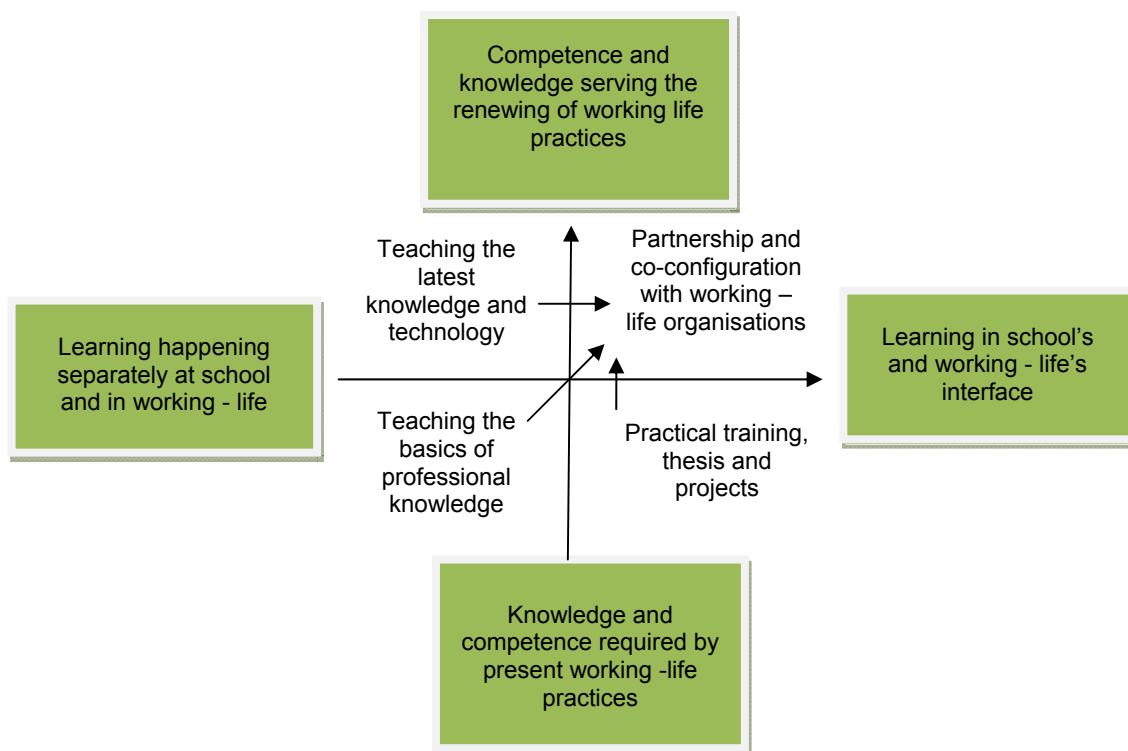 Competence and
knowledge serving the
renewing of working life
practices
Teaching the
latest
knowledge and
technology
Partnership and
co-configuration
with working –
life organisations
Learning happening
separately at school
and in working - life
Learning in school’s
and working - life’s
interface
Teaching the
basics of
professional
knowledge
Practical training,
thesis and
projects
Knowledge and
competence required by
present working -life
practices